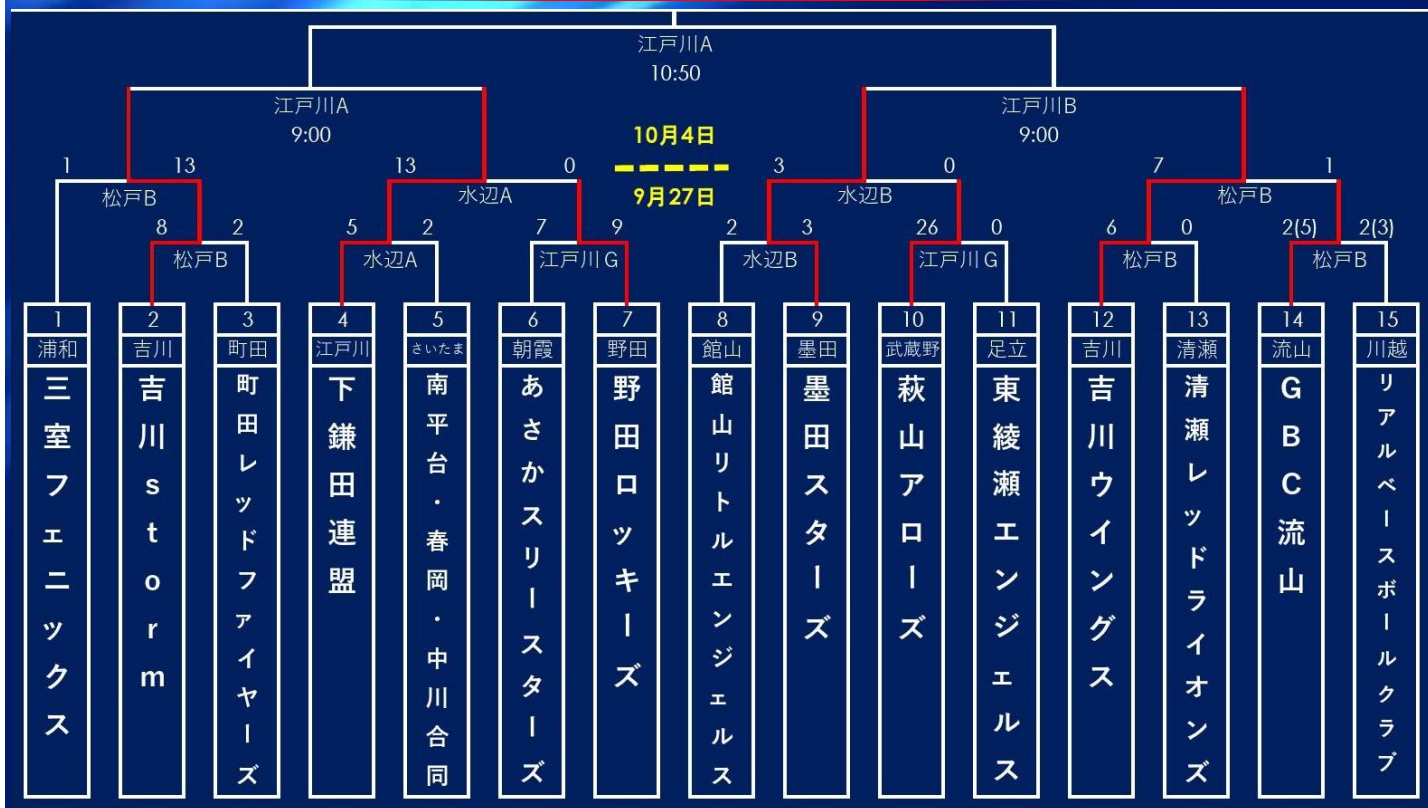 江戸川A
10:50
江戸川A
江戸川B
9:00
10月4日
9:00
1
13
13
0
3
0
7
1
松戸B
水辺A
9月27日
水辺B
松戸B
8
2
5
2
7
9
2
3
26
0
6
0
2(5)
2(3)
松戸B
水辺A
江戸川G
水辺B
江戸川G
松戸B
松戸B
1
2
3
4
5
6
7
8
9
10
11
12
13
14
15
浦和
吉川
町田
江戸川
さいたま
朝霞
野田
館山
墨田
武蔵野
足立
吉川
清瀬
流山
川越
三室フェニックス
吉川storm
町田レッドファイヤーズ
下鎌田連盟
南平台・春岡・中川合同
あさかスリースターズ
野田ロッキーズ
館山リトルエンジェルス
墨田スターズ
萩山アローズ
東綾瀬エンジェルス
吉川ウイングス
清瀬レッドライオンズ
GBC流山
リアルベースボールクラブ